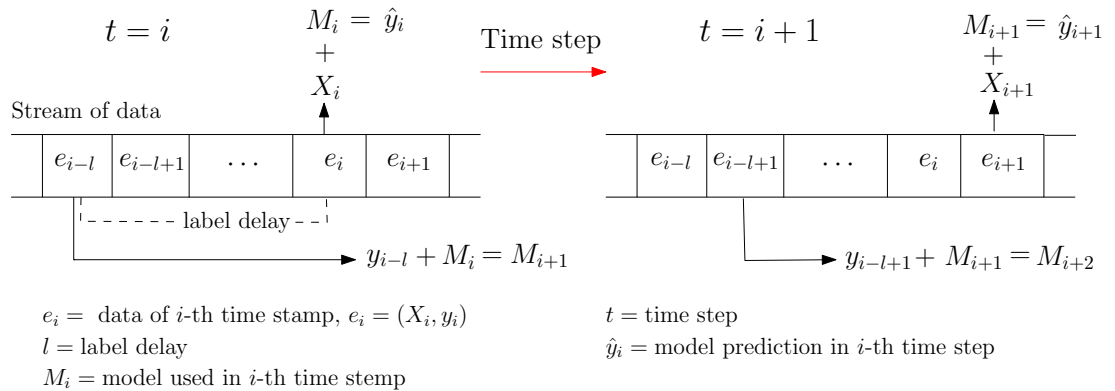 t = i
M_i = ŷ_i
+
X_i
Time step
t = i + 1
M_{i+1} = ŷ_{i+1}
+
X_{i+1}
Stream of data
e_{i-l} e_{i-l+1} ... e_i e_{i+1}
e_{i-l} e_{i-l+1} ... e_i e_{i+1}
label delay
y_{i-l} + M_i = M_{i+1}
y_{i-l+1} + M_{i+1} = M_{i+2}
e_i = data of i-th time stamp, e_i = (X_i, y_i)
l = label delay
M_i = model used in i-th time stemp
t = time step
ŷ_i = model prediction in i-th time step